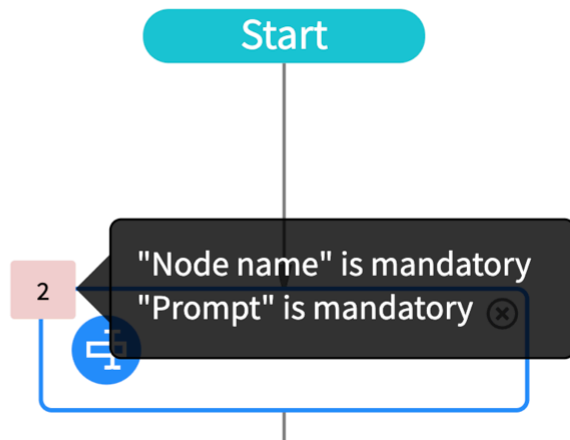 Start
"Node name" is mandatory
2
"Prompt" is mandatory